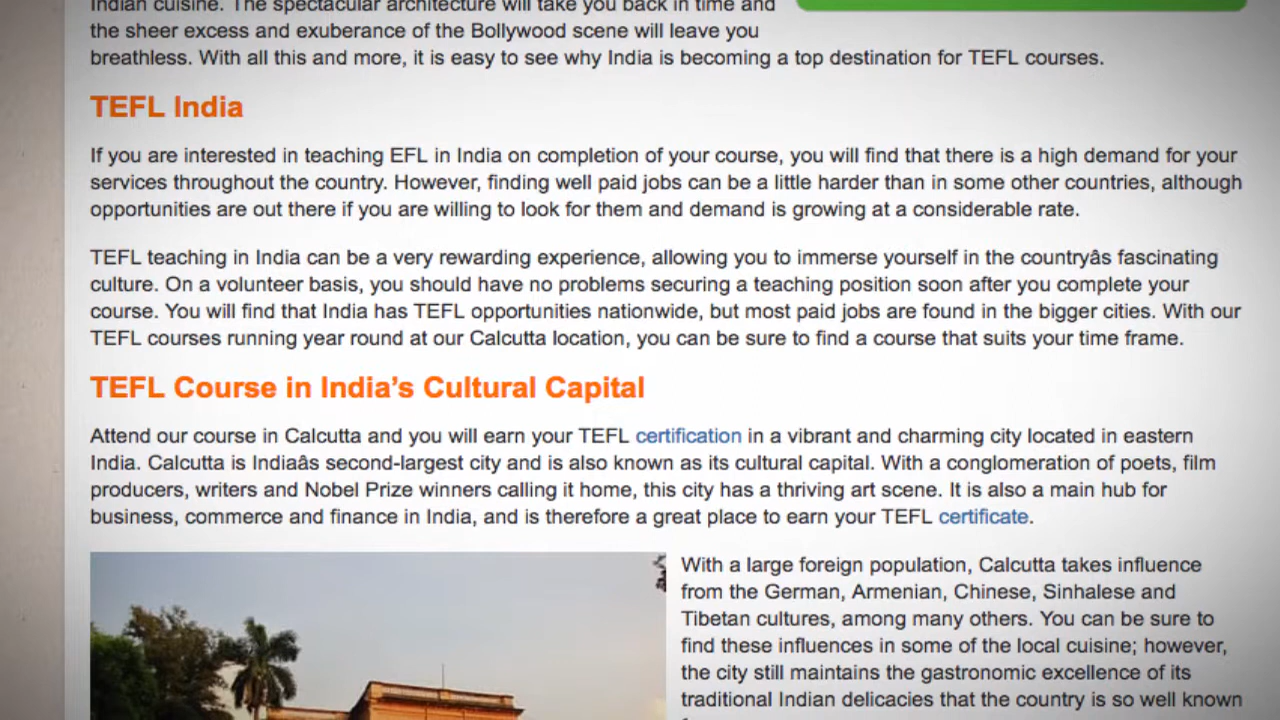 Indian cuisine. The spectacular architecture will take you back in time and
the sheer excess and exuberance of the Bollywood scene will leave you
breathless. With all this and more, it is easy to see why India is becoming a top destination for TEFL courses.
TEFL India
If you are interested in teaching EFL in India on completion of your course, you will find that there is a high demand for your
services throughout the country. However, finding well paid jobs can be a little harder than in some other countries, although
opportunities are out there if you are willing to look for them and demand is growing at a considerable rate.
TEFL teaching in India can be a very rewarding experience, allowing you to immerse yourself in the countryâs fascinating
culture. On a volunteer basis, you should have no problems securing a teaching position soon after you complete your
course. You will find that India has TEFL opportunities nationwide, but most paid jobs are found in the bigger cities. With our
TEFL courses running year round at our Calcutta location, you can be sure to find a course that suits your time frame.
TEFL Course in India’s Cultural Capital
Attend our course in Calcutta and you will earn your TEFL certification in a vibrant and charming city located in eastern
India. Calcutta is Indiaâs second-largest city and is also known as its cultural capital. With a conglomeration of poets, film
producers, writers and Nobel Prize winners calling it home, this city has a thriving art scene. It is also a main hub for
business, commerce and finance in India, and is therefore a great place to earn your TEFL certificate.
With a large foreign population, Calcutta takes influence
from the German, Armenian, Chinese, Sinhalese and
Tibetan cultures, among many others. You can be sure to
find these influences in some of the local cuisine; however,
the city still maintains the gastronomic excellence of its
traditional Indian delicacies that the country is so well known